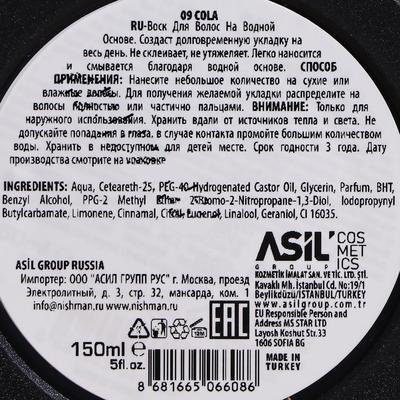 09 COLA
RU-Воск Для Волос На Водной
Основе. Создаст долговременную укладку на
весь день. Не склеивает, не утяжеляет. Легко наносится
и смывается благодаря водной основе. СПОСОБ
ПРИМЕНЕНИЯ: Нанесите небольшое количество на сухие или
влажные волосы. Для получения желаемой укладки распределите на
волосы полностью или частично пальцами. ВНИМАНИЕ: Только для
наружного использования. Хранить вдали от источников тепла и света. Не
допускайте попадания в глаза, в случае контакта промойте большим количеством
воды. Хранить в недоступном для детей месте. Срок годности 3 года. Дату
производства смотрите на упаковке
INGREDIENTS: Aqua, Ceteareth-25, PEG-40 Hydrogenated Castor Oil, Glycerin, Parfum, BHT,
Benzyl Alcohol, PPG-2 Methyl 2-Bromo-2-Nitropropane-1,3-Diol, Iodopropynyl
Butylcarbamate, Limonene, Cinnamal, Citral, Eugenol, Linalool, Geraniol, CI 16035.
ASİL GROUP RUSSIA
Импортер: ООО "АСИЛ ГРУПП РУС" г. Москва, проезд
Электролитный, д. 3, стр. 32, мансарда, ком. 1
info@nishman.ru / www.nishman.ru
ASİL'
GROUP
COS
MET
ICS
KOZMETİK İMALAT SAN. VE TİC. LTD. ŞTİ.
Kavaklı Mh. İstanbul Cd. No:19/1
Beylikdüzü/İSTANBUL/TURKEY
www.asilgroup.com.tr
EU Responsible Person and
Address MS STAR LTD
Layosh Koshut Str.33
1606 SOFIA BG
12M
EAC
150ml ℮
5fl.oz.
8 681665 066086
MADE IN
TURKEY